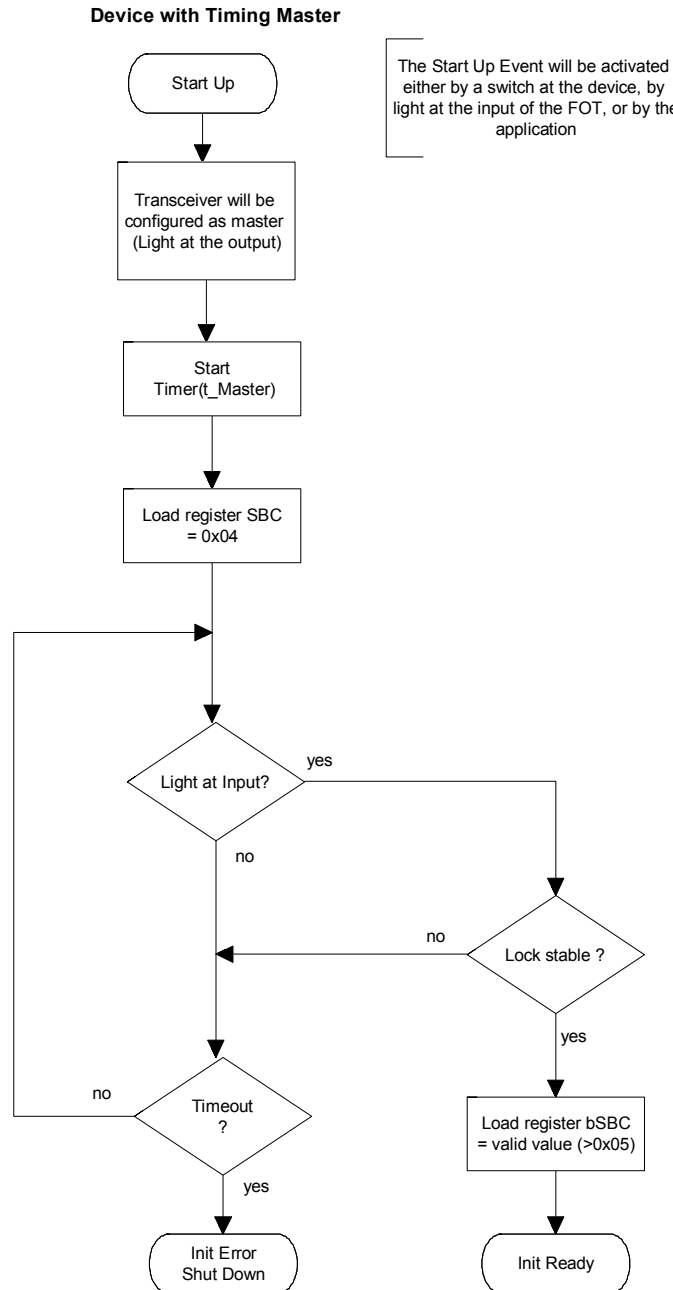 Device with Timing Master
Start Up
The Start Up Event will be activated
either by a switch at the device, by
light at the input of the FOT, or by the
application
Transceiver will be
configured as master
(Light at the output)
Start
Timer(t_Master)
Load register SBC
= 0x04
Light at Input?
yes
no
Lock stable ?
no
yes
Timeout
?
no
yes
Load register bSBC
= valid value (>0x05)
Init Error
Shut Down
Init Ready